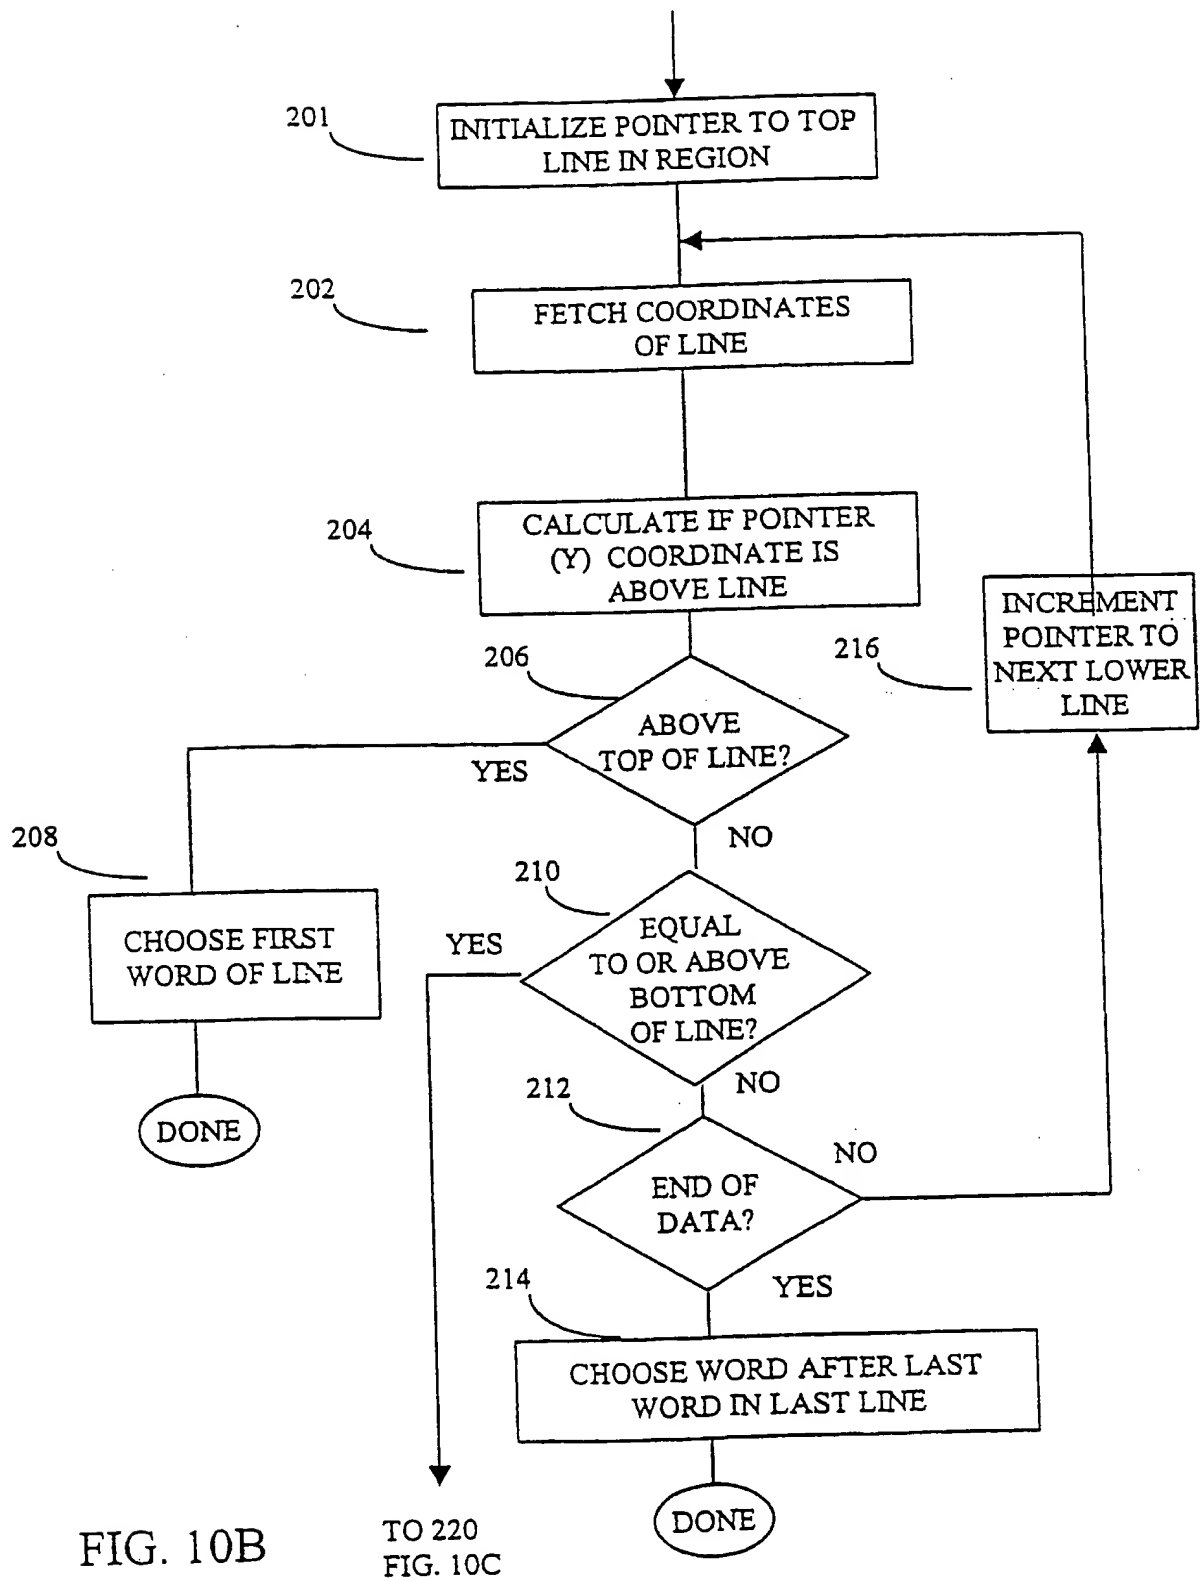 201
INITIALIZE POINTER TO TOP
LINE IN REGION
202
FETCH COORDINATES
OF LINE
204
CALCULATE IF POINTER
(Y) COORDINATE IS
ABOVE LINE
216
INCREMENT
POINTER TO
NEXT LOWER
LINE
206
ABOVE
TOP OF LINE?
YES
NO
208
CHOOSE FIRST
WORD OF LINE
DONE
210
EQUAL
TO OR ABOVE
BOTTOM
OF LINE?
YES
NO
212
END OF
DATA?
NO
YES
214
CHOOSE WORD AFTER LAST
WORD IN LAST LINE
DONE
TO 220
FIG. 10C
FIG. 10B